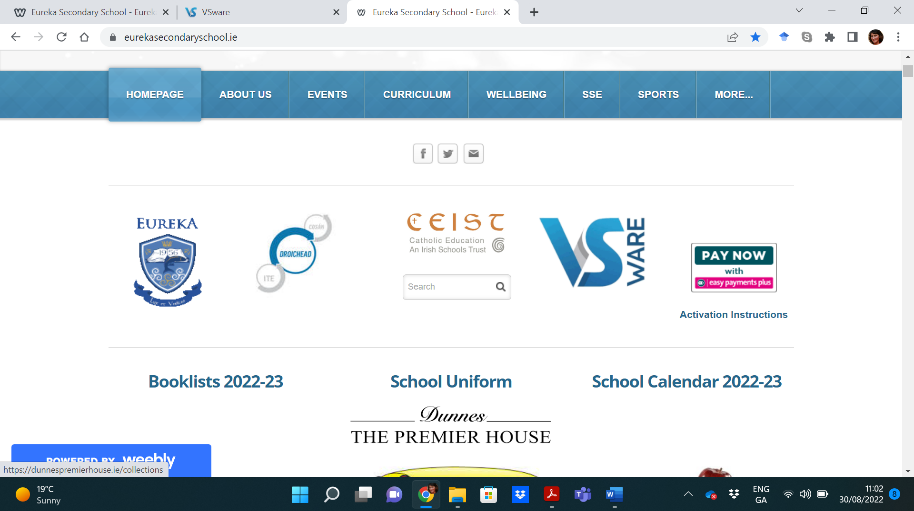 Eureka Secondary School - Eurek
VSware
Eureka Secondary School - Eurek
eurekasecondaryschool.ie
HOMEPAGE
ABOUT US
EVENTS
CURRICULUM
WELLBEING
SSE
SPORTS
MORE...
EUREKA
1956
DROICHEAD
ITE
CEIST
Catholic Education
An Irish Schools Trust
Search
VS
WARE
PAY NOW
with
easy payments plus
Activation Instructions
Booklists 2022-23
School Uniform
School Calendar 2022-23
Dunnes
THE PREMIER HOUSE
POWERED BY weebly
https://dunnespremierhouse.ie/collections
19°C
Sunny
ENG
GA
11:02
30/08/2022
8